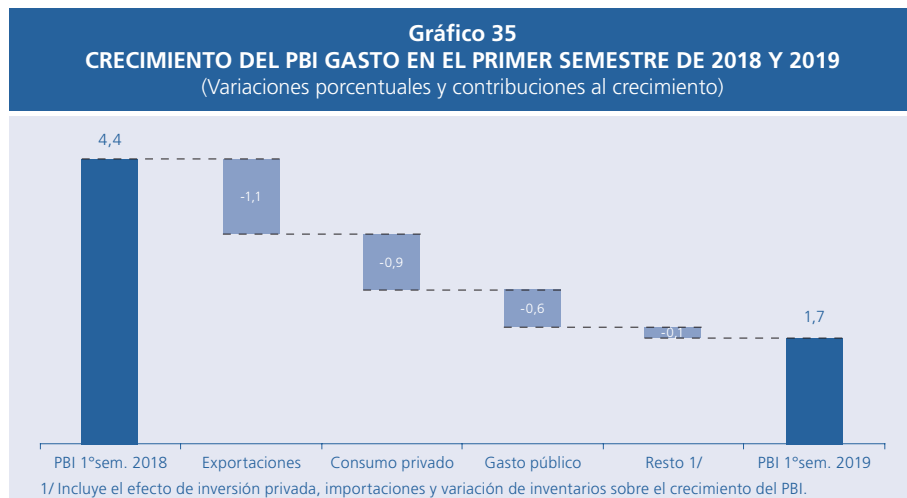 Gráfico 35
CRECIMIENTO DEL PBI GASTO EN EL PRIMER SEMESTRE DE 2018 Y 2019
(Variaciones porcentuales y contribuciones al crecimiento)
4,4
-1,1
-0,9
-0,6
-0,1
1,7
PBI 1°sem. 2018
Exportaciones
Consumo privado
Gasto público
Resto 1/
PBI 1°sem. 2019
1/ Incluye el efecto de inversión privada, importaciones y variación de inventarios sobre el crecimiento del PBI.